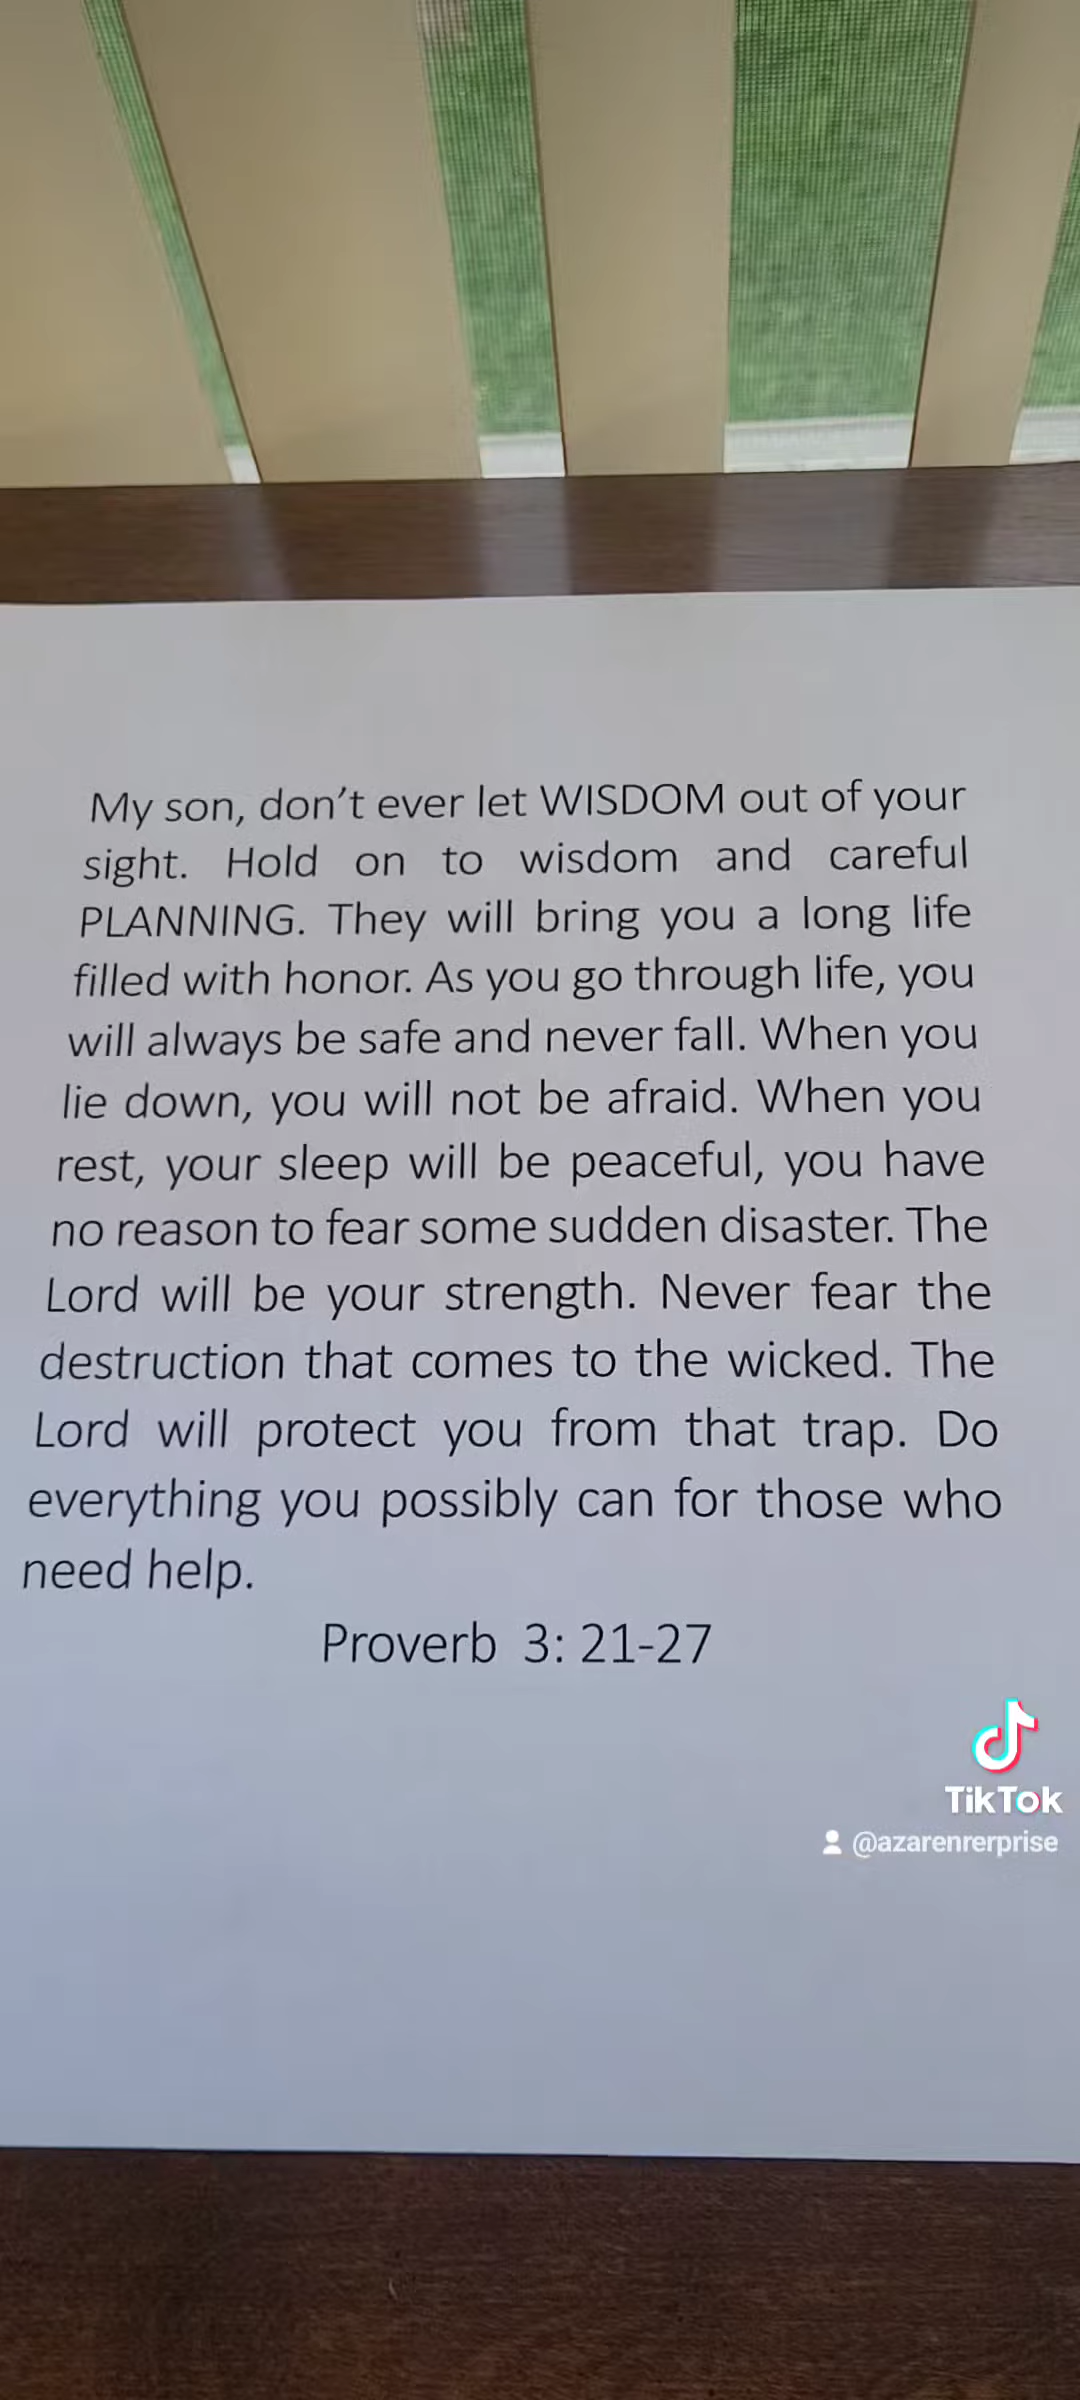 My son, don't ever let WISDOM out of your
sight. Hold on to wisdom and careful
PLANNING. They will bring you a long life
filled with honor. As you go through life, you
will always be safe and never fall. When you
lie down, you will not be afraid. When you
rest, your sleep will be peaceful, you have
no reason to fear some sudden disaster. The
Lord will be your strength. Never fear the
destruction that comes to the wicked. The
Lord will protect you from that trap. Do
everything you possibly can for those who
need help.
Proverb 3: 21-27
TikTok
@azarenrerprise